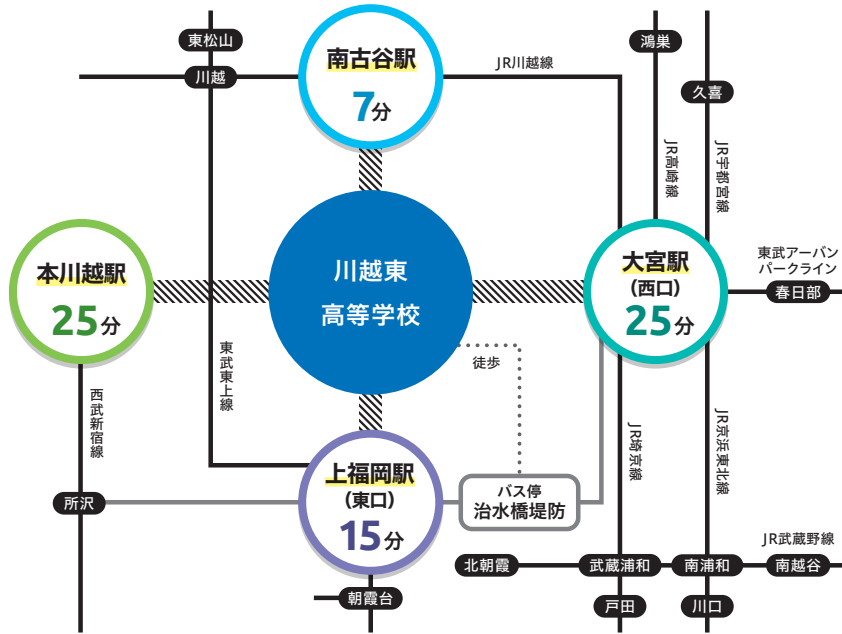 東松山
川越
南古谷駅
7分
JR川越線
鴻巣
久喜
JR高崎線
JR宇都宮線
本川越駅
25分
川越東
高等学校
大宮駅
(西口)
25分
東武アーバン
パークライン
春日部
西武新宿線
東武東上線
徒歩
JR埼京線
JR京浜東北線
上福岡駅
(東口)
15分
バス停
治水橋堤防
所沢
JR武蔵野線
北朝霞
武蔵浦和
南浦和
南越谷
朝霞台
戸田
川口